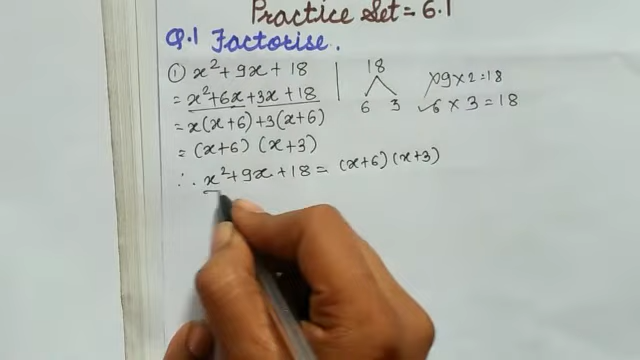 Practice Set = 6.1
Q.1 Factorise.
① x² + 9x + 18
= x² + 6x + 3x + 18
= x(x+6) + 3(x+6)
= (x+6) (x+3)
∴ x² + 9x + 18 = (x+6) (x+3)
18
6 3
×9 × 2 = 18
✓6 × 3 = 18